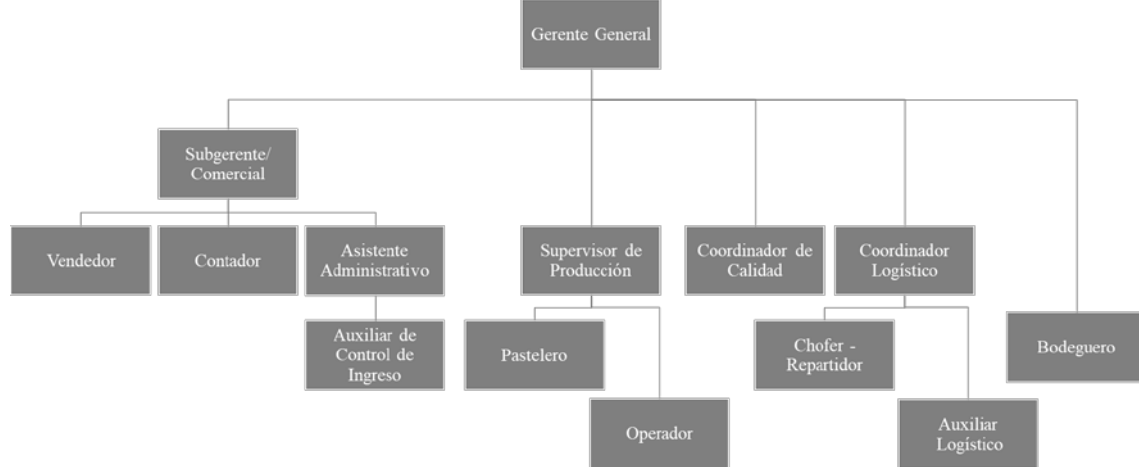 Gerente General
Subgerente/
Comercial
Vendedor
Contador
Asistente
Administrativo
Supervisor de
Producción
Coordinador de
Calidad
Coordinador
Logístico
Auxiliar de
Control de
Ingreso
Pastelero
Chofer -
Repartidor
Bodeguero
Operador
Auxiliar
Logístico